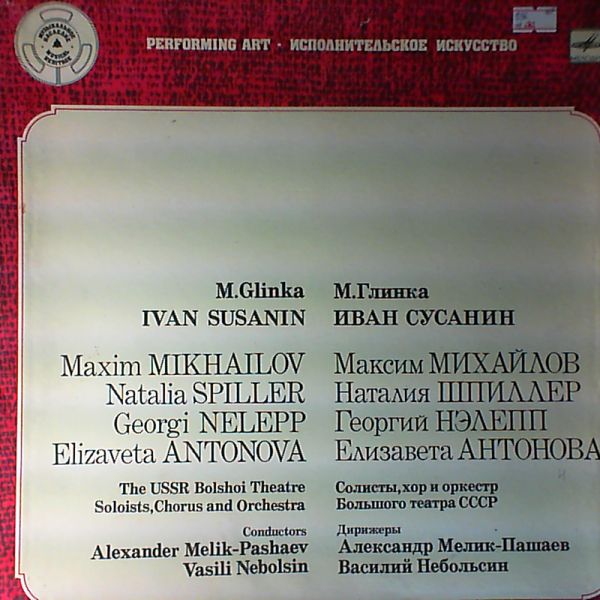 PERFORMING ART · ИСПОЛНИТЕЛЬСКОЕ ИСКУССТВО
M.Glinka
IVAN SUSANIN
Maxim MIKHAILOV
Natalia SPILLER
Georgi NELEPP
Elizaveta ANTONOVA
The USSR Bolshoi Theatre
Soloists, Chorus and Orchestra
Conductors
Alexander Melik-Pashaev
Vasili Nebolsin
М.Глинка
ИВАН СУСАНИН
Максим МИХАЙЛОВ
Наталия ШПИЛЛЕР
Георгий НЭЛЕПП
Елизавета АНТОНОВА
Солисты, хор и оркестр
Большого театра СССР
Дирижеры
Александр Мелик-Пашаев
Василий Небольсин